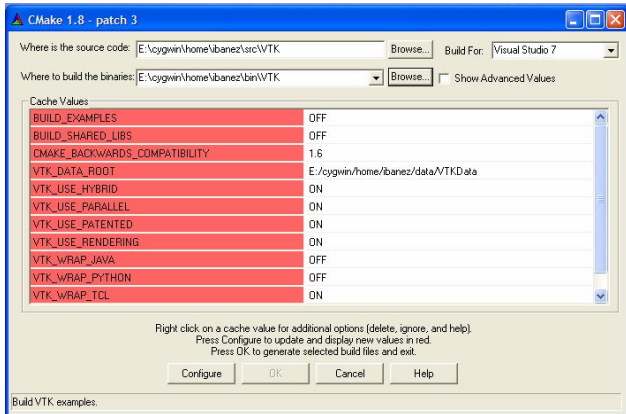 CMake 1.8 - patch 3
Where is the source code: E:\cygwin\home\ibanez\src\VTK Browse... Build For: Visual Studio 7
Where to build the binaries: E:\cygwin\home\ibanez\bin\VTK Browse... Show Advanced Values
Cache Values
BUILD_EXAMPLES OFF
BUILD_SHARED_LIBS OFF
CMAKE_BACKWARDS_COMPATIBILITY 1.6
VTK_DATA_ROOT E:/cygwin/home/ibanez/data/VTKData
VTK_USE_HYBRID ON
VTK_USE_PARALLEL ON
VTK_USE_PATENTED ON
VTK_USE_RENDERING ON
VTK_WRAP_JAVA OFF
VTK_WRAP_PYTHON OFF
VTK_WRAP_TCL ON
Right click on a cache value for additional options (delete, ignore, and help).
Press Configure to update and display new values in red.
Press OK to generate selected build files and exit.
Configure OK Cancel Help
Build VTK examples.